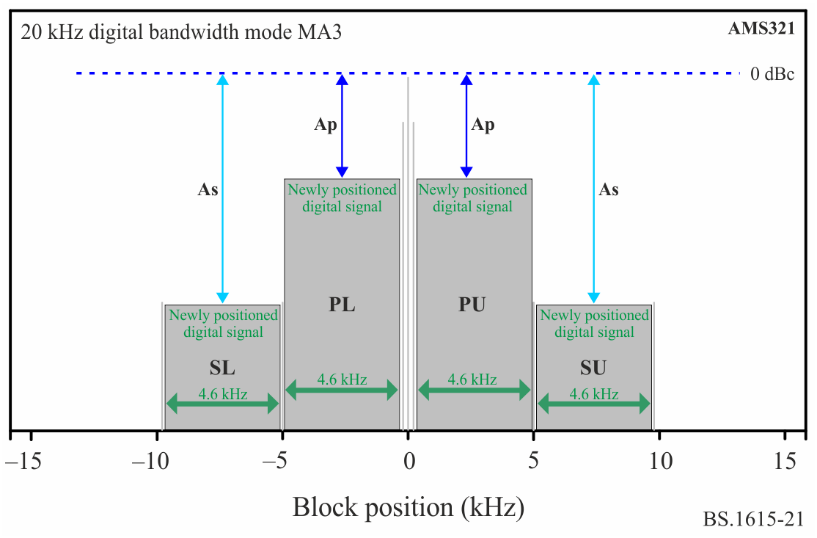 20 kHz digital bandwidth mode MA3
AMS321
0 dBc
Ap
Ap
As
As
Newly positioned
digital signal
Newly positioned
digital signal
PL
PU
Newly positioned
digital signal
Newly positioned
digital signal
SL
SU
4.6 kHz
4.6 kHz
4.6 kHz
4.6 kHz
–15
–10
–5
0
5
10
15
Block position (kHz)
BS.1615-21